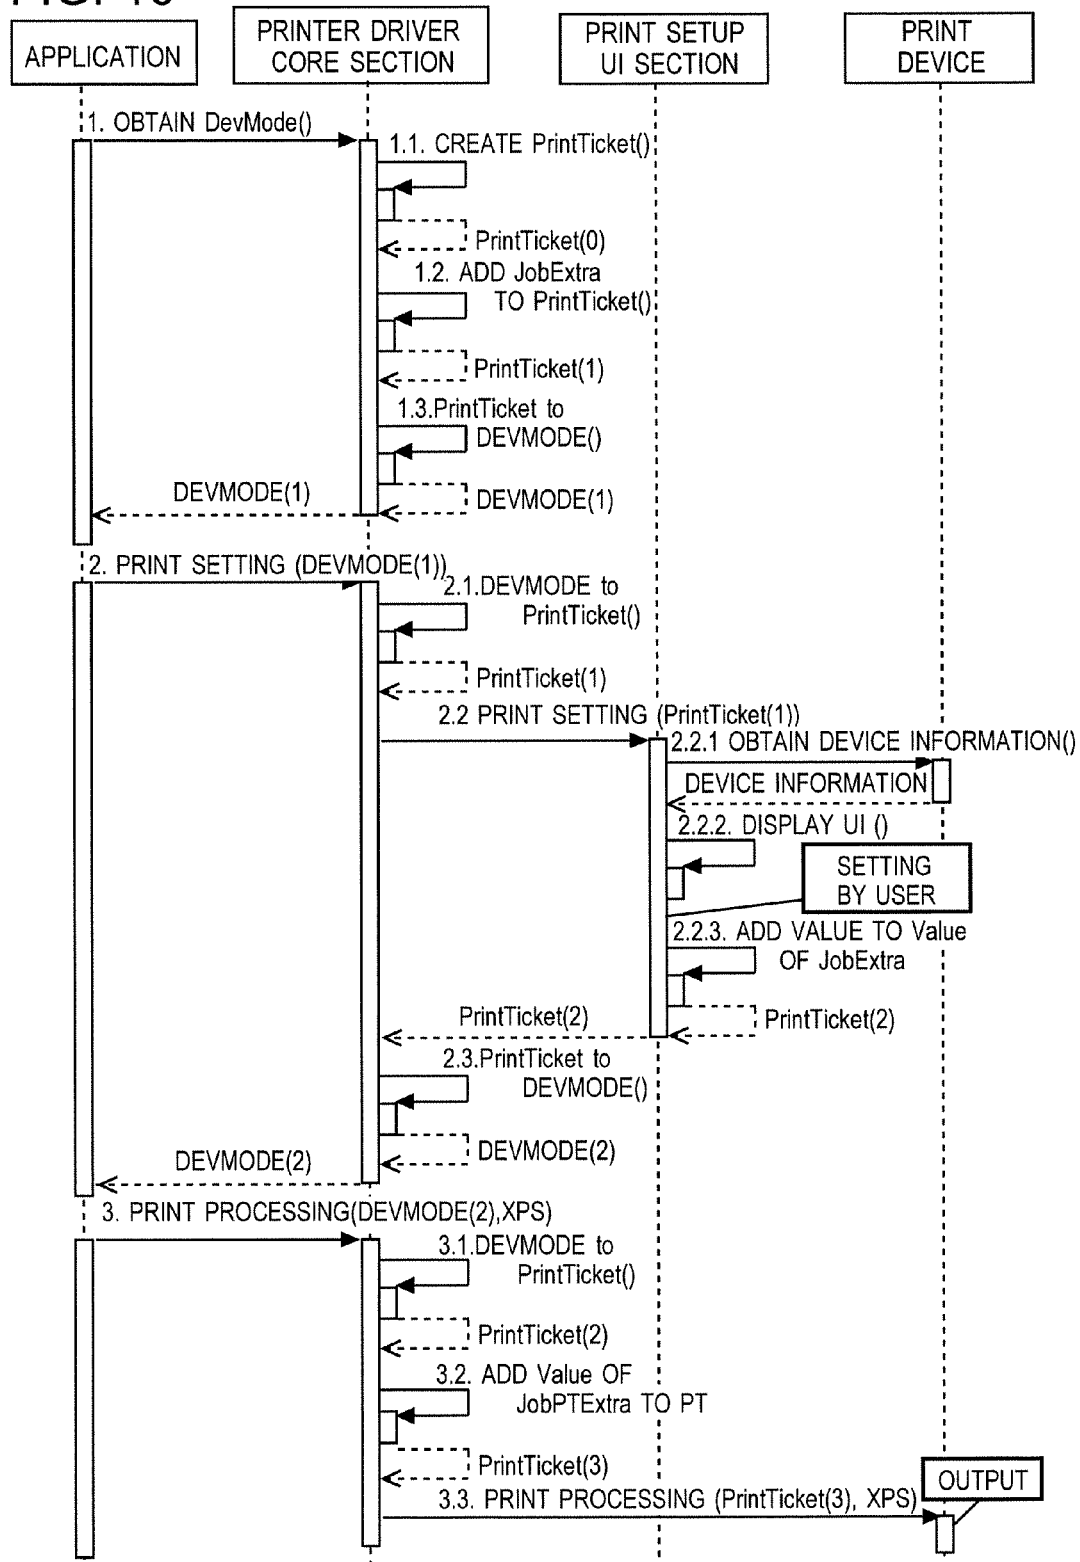 APPLICATION
PRINTER DRIVER
CORE SECTION
PRINT SETUP
UI SECTION
PRINT
DEVICE
1. OBTAIN DevMode()
1.1. CREATE PrintTicket()
PrintTicket(0)
1.2. ADD JobExtra
TO PrintTicket()
PrintTicket(1)
1.3.PrintTicket to
DEVMODE()
DEVMODE(1)
DEVMODE(1)
2. PRINT SETTING (DEVMODE(1))
2.1.DEVMODE to
PrintTicket()
PrintTicket(1)
2.2 PRINT SETTING (PrintTicket(1))
2.2.1 OBTAIN DEVICE INFORMATION()
DEVICE INFORMATION
2.2.2. DISPLAY UI ()
SETTING
BY USER
2.2.3. ADD VALUE TO Value
OF JobExtra
PrintTicket(2)
PrintTicket(2)
2.3.PrintTicket to
DEVMODE()
DEVMODE(2)
DEVMODE(2)
3. PRINT PROCESSING(DEVMODE(2),XPS)
3.1.DEVMODE to
PrintTicket()
PrintTicket(2)
3.2. ADD Value OF
JobPTExtra TO PT
PrintTicket(3)
OUTPUT
3.3. PRINT PROCESSING (PrintTicket(3), XPS)